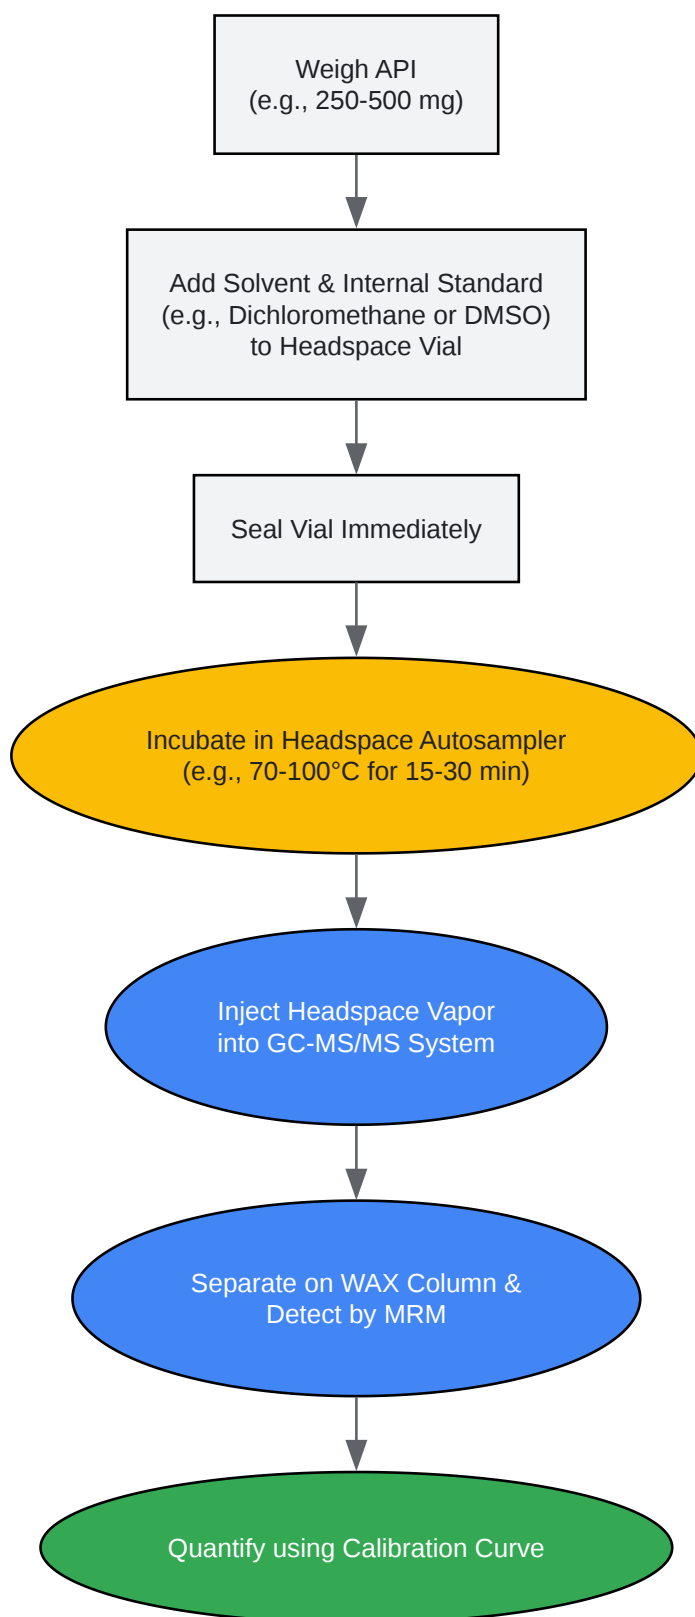 Weigh API
(e.g., 250-500 mg)
Add Solvent & Internal Standard
(e.g., Dichloromethane or DMSO)
to Headspace Vial
Seal Vial Immediately
Incubate in Headspace Autosampler
(e.g., 70-100°C for 15-30 min)
Inject Headspace Vapor
into GC-MS/MS System
Separate on WAX Column &
Detect by MRM
Quantify using Calibration Curve